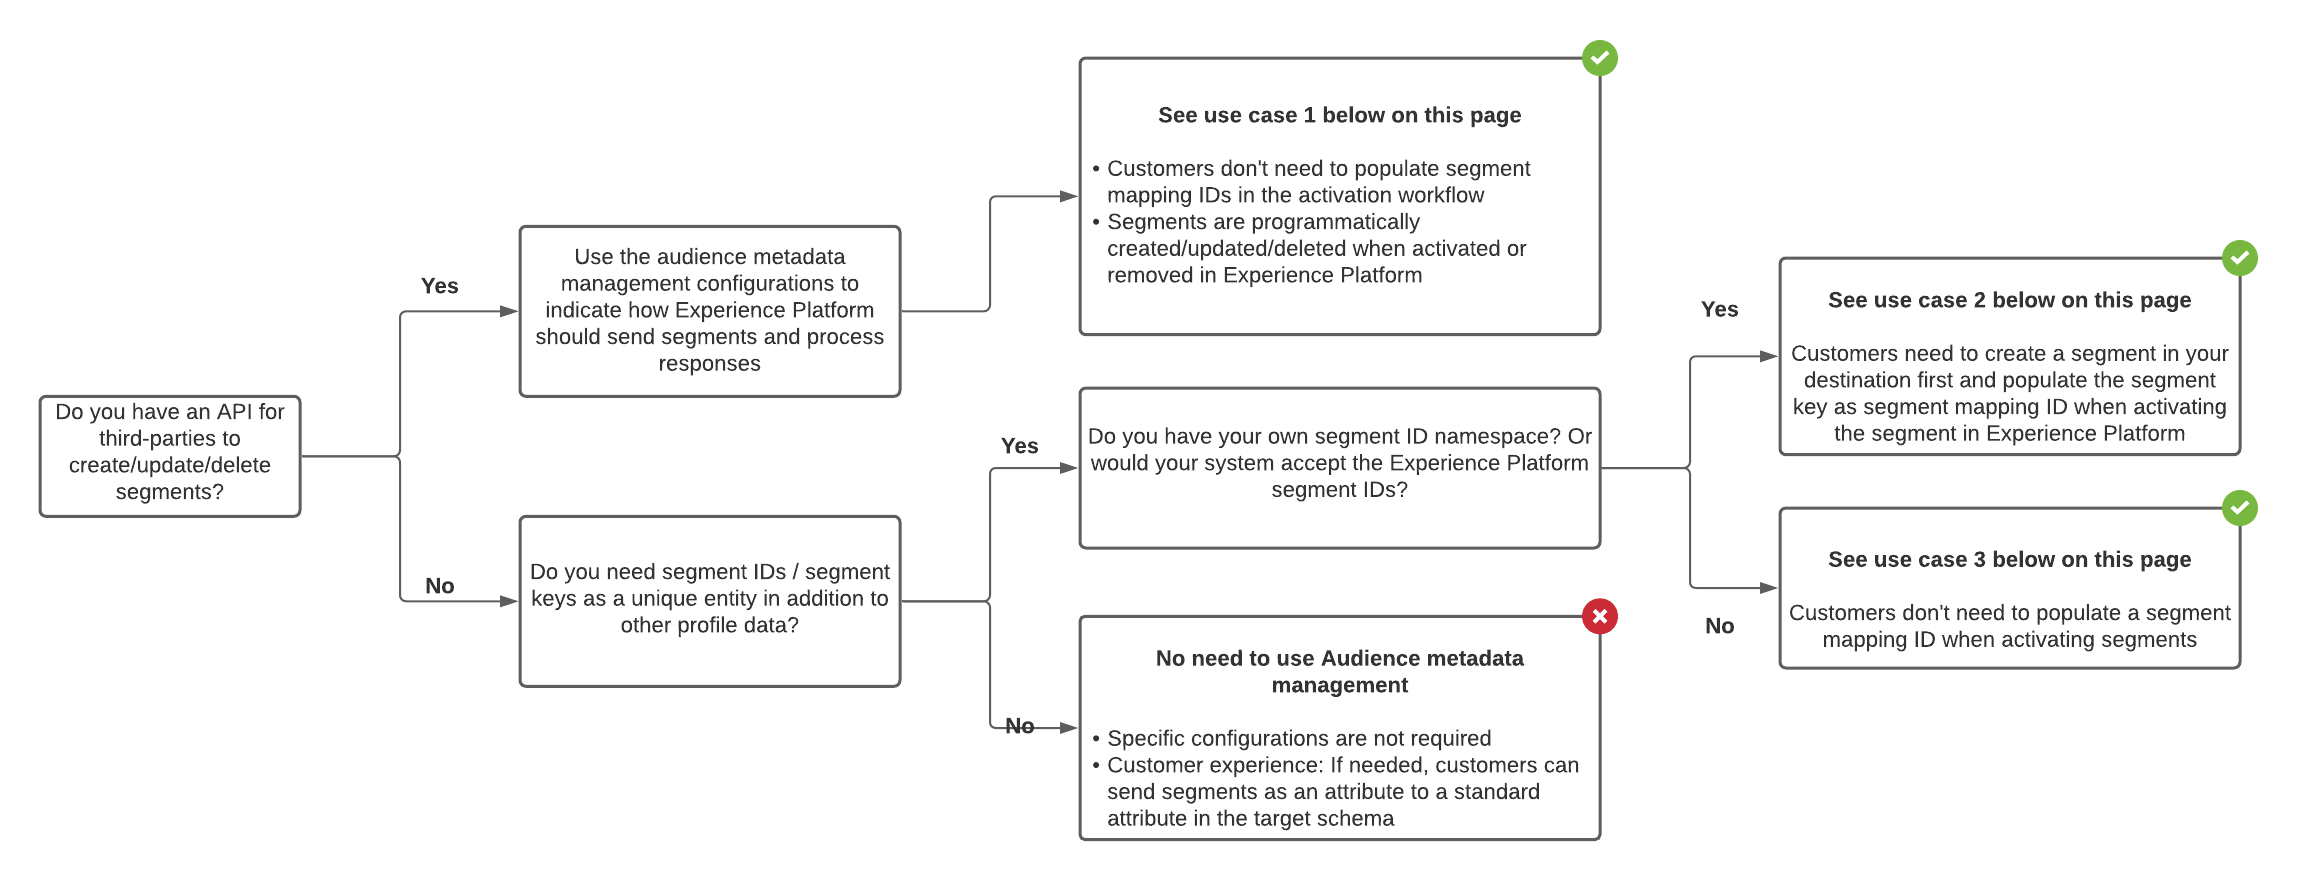 Do you have an API for
third-parties to
create/update/delete
segments?
Yes
No
Use the audience metadata
management configurations to
indicate how Experience Platform
should send segments and process
responses
Do you need segment IDs / segment
keys as a unique entity in addition to
other profile data?
Yes
No
See use case 1 below on this page
• Customers don't need to populate segment
mapping IDs in the activation workflow
• Segments are programmatically
created/updated/deleted when activated or
removed in Experience Platform
Do you have your own segment ID namespace? Or
would your system accept the Experience Platform
segment IDs?
No need to use Audience metadata
management
• Specific configurations are not required
• Customer experience: If needed, customers can
send segments as an attribute to a standard
attribute in the target schema
Yes
No
See use case 2 below on this page
Customers need to create a segment in your
destination first and populate the segment
key as segment mapping ID when activating
the segment in Experience Platform
See use case 3 below on this page
Customers don't need to populate a segment
mapping ID when activating segments